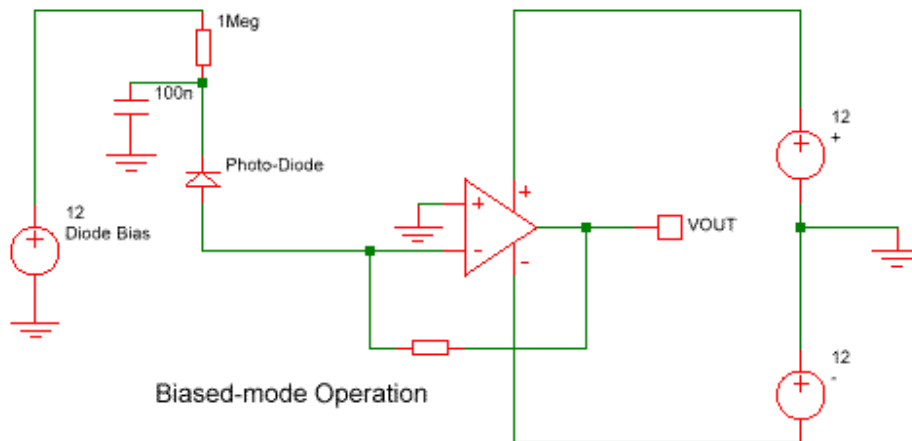 1Meg
100n
Photo-Diode
12
Diode Bias
+
+
-
+
-
VOUT
12
+
+
12
-
+
+
Biased-mode Operation